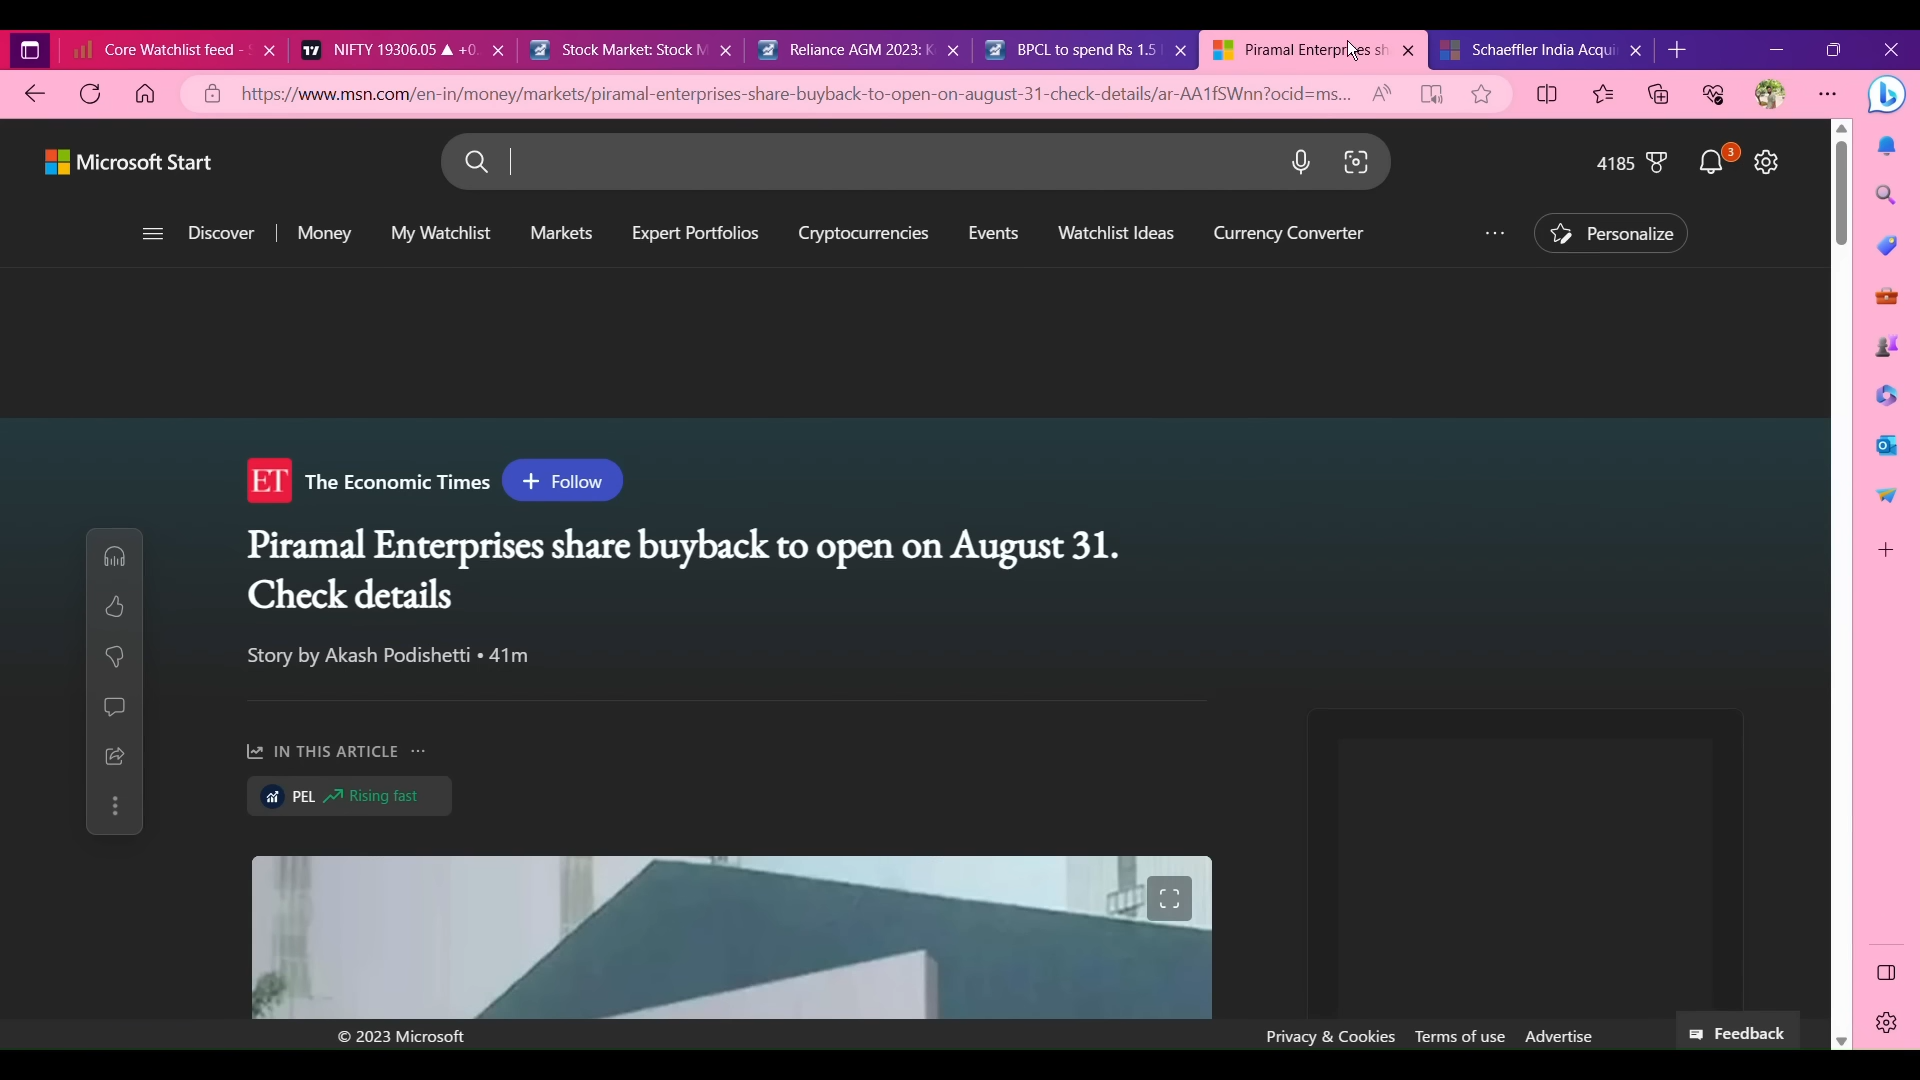 Core Watchlist feed -
NIFTY 19306.05 ▲ +0.
Stock Market: Stock M
Reliance AGM 2023: K
BPCL to spend Rs 1.5
Piramal Enterprises sh
Schaeffler India Acqui
https://www.msn.com/en-in/money/markets/piramal-enterprises-share-buyback-to-open-on-august-31-check-details/ar-AA1fSWnn?ocid=ms...
Microsoft Start
4185
3
Discover
Money
My Watchlist
Markets
Expert Portfolios
Cryptocurrencies
Events
Watchlist Ideas
Currency Converter
Personalize
ET The Economic Times
+ Follow
Piramal Enterprises share buyback to open on August 31.
Check details
Story by Akash Podishetti • 41m
IN THIS ARTICLE ...
PEL Rising fast
© 2023 Microsoft
Privacy & Cookies
Terms of use
Advertise
Feedback